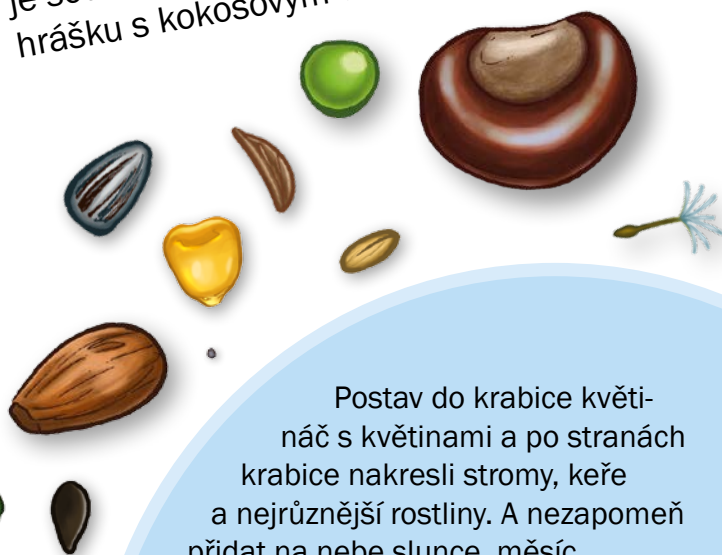 je
hrášku s kokosovým
Postav do krabice květi-
náč s květinami a po stranách
krabice nakresli stromy, keře
a nejrůznější rostliny. A nezapomeň
přidat na nebe slunce, měsíc